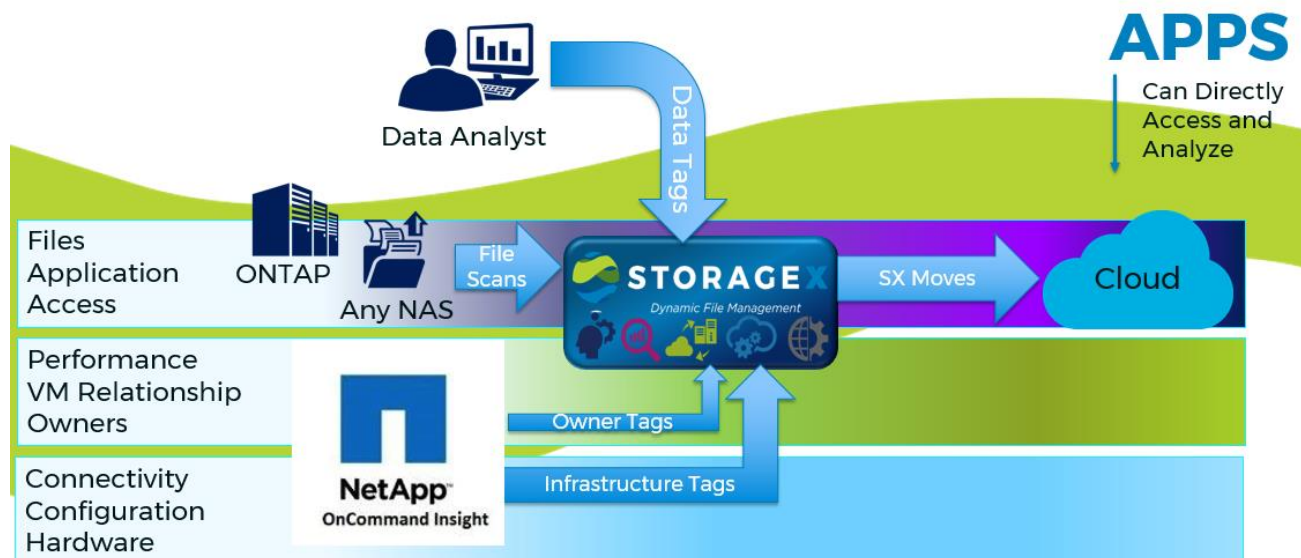 APPS
Can Directly
Access and
Analyze
Data Analyst
Data Tags
Files
Application
Access
ONTAP
Any NAS
File
Scans
STORAGEX
Dynamic File Management
SX Moves
Cloud
Performance
VM Relationship
Owners
Owner Tags
Connectivity
Configuration
Hardware
NetApp™
OnCommand Insight
Infrastructure Tags